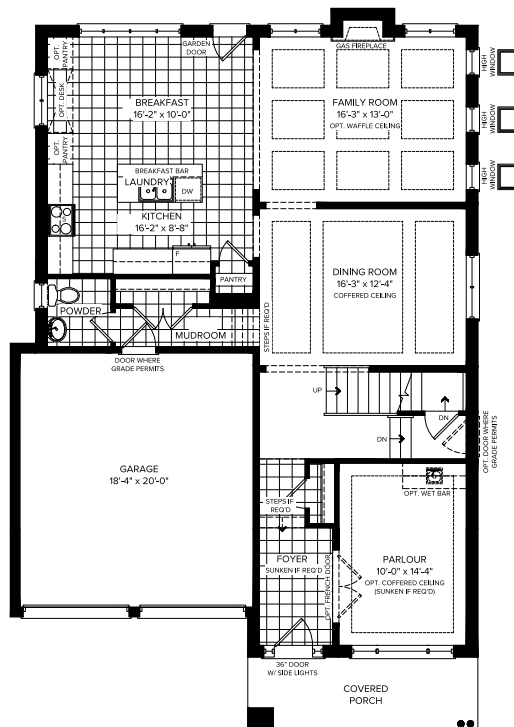 OPT.
PANTRY
GARDEN
DOOR
GAS FIREPLACE
HIGH
WINDOW
OPT. DESK
BREAKFAST
16'-2" x 10'-0"
FAMILY ROOM
16'-3" x 13'-0"
OPT. WAFFLE CEILING
HIGH
WINDOW
OPT.
PANTRY
BREAKFAST BAR
LAUNDRY
DW
HIGH
WINDOW
S
KITCHEN
16'-2" x 8'-8"
F
PANTRY
DINING ROOM
16'-3" x 12'-4"
COFFERED CEILING
POWDER
MUDROOM
STEPS IF REQ'D
DOOR WHERE
GRADE PERMITS
UP
DN
DN
OPT. DOOR WHERE
GRADE PERMITS
GARAGE
18'-4" x 20'-0"
OPT. WET BAR
STEPS IF
REQ'D
FOYER
SUNKEN IF REQ'D
OPT. FRENCH DOOR
PARLOUR
10'-0" x 14'-4"
OPT. COFFERED CEILING
(SUNKEN IF REQ'D)
36" DOOR
W/ SIDE LIGHTS
COVERED
PORCH